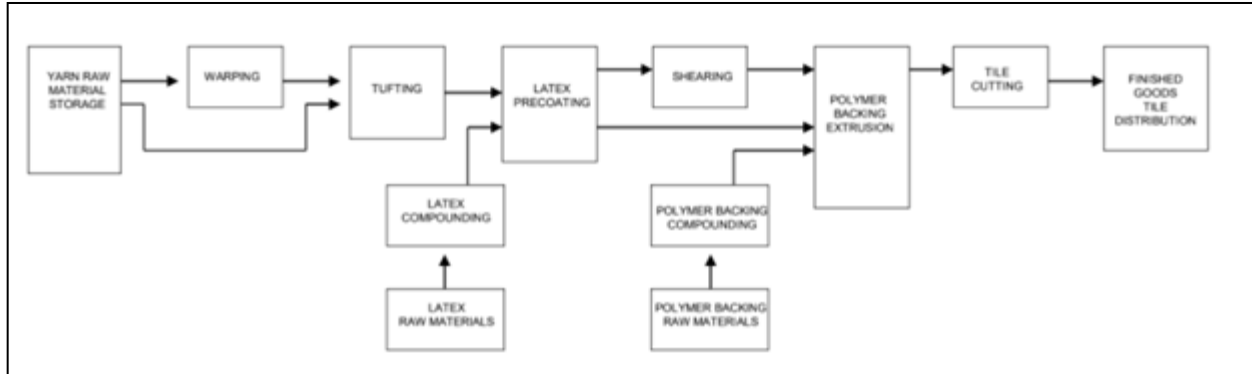 YARN RAW
MATERIAL
STORAGE
WARPING
TUFTING
LATEX
PRECOATING
SHEARING
POLYMER
BACKING
EXTRUSION
TILE
CUTTING
FINISHED
GOODS
TILE
DISTRIBUTION
LATEX
COMPOUNDING
POLYMER BACKING
COMPOUNDING
LATEX
RAW MATERIALS
POLYMER BACKING
RAW MATERIALS